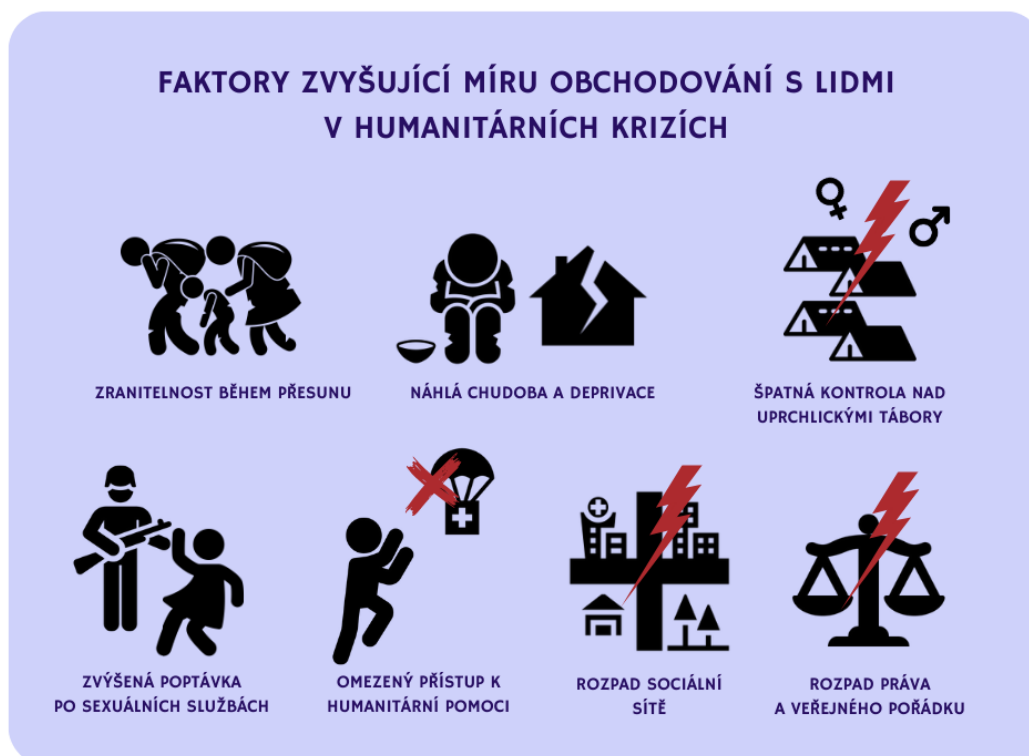 FAKTORY ZVYŠUJÍCÍ MÍRU OBCHODOVÁNÍ S LIDMI
V HUMANITÁRNÍCH KRIZÍCH
ZRANITELNOST BĚHEM PŘESUNU
NÁHLÁ CHUDOBA A DEPRIVACE
ŠPATNÁ KONTROLA NAD
UPRCHLICKÝMI TÁBORY
ZVÝŠENÁ POPTÁVKA
PO SEXUÁLNÍCH SLUŽBÁCH
OMEZENÝ PŘÍSTUP K
HUMANITÁRNÍ POMOCI
ROZPAD SOCIÁLNÍ
SÍTĚ
ROZPAD PRÁVA
A VEŘEJNÉHO POŘÁDKU